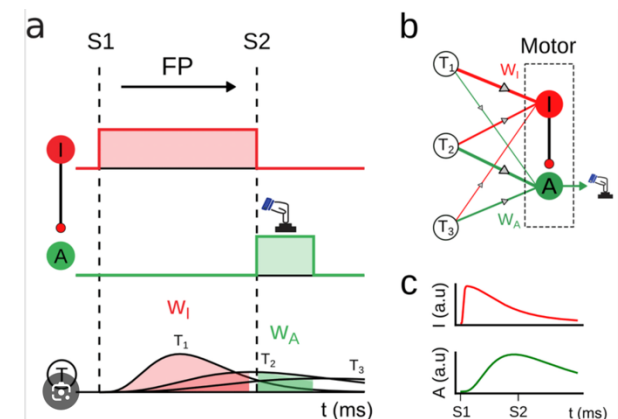 a
S1
S2
FP
I
A
W_I
W_A
T_1
T_2
T_3
T
t (ms)
b
Motor
T_1
W_I
I
T_2
A
T_3
W_A
c
I (a.u)
A (a.u)
S1
S2
t (ms)